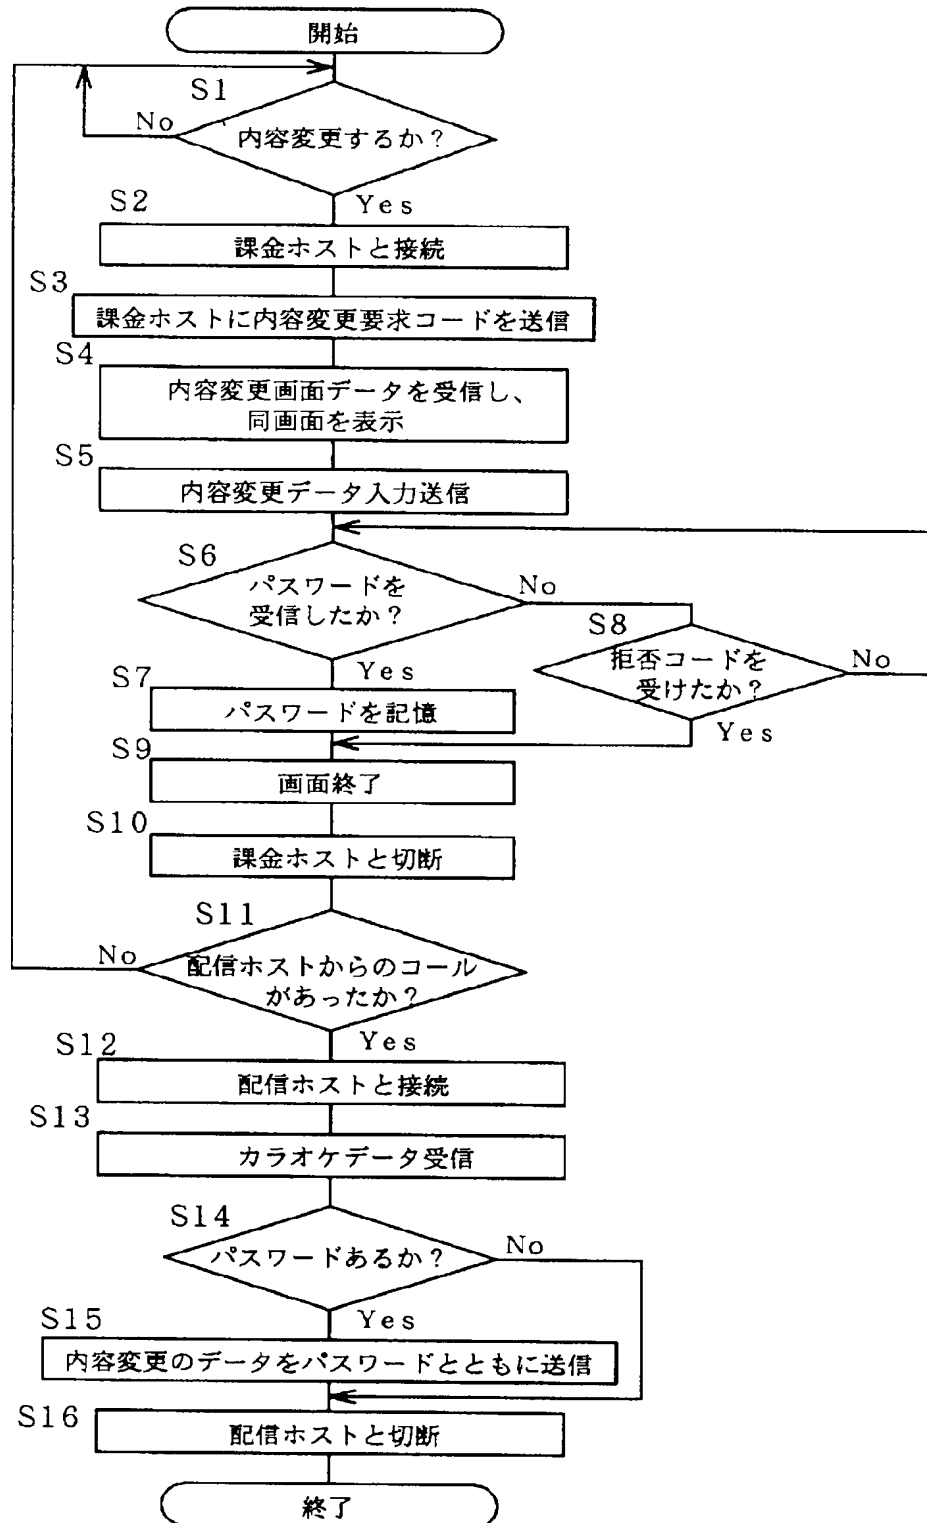 開始
S1
No
内容変更するか？
Yes
S2
課金ホストと接続
S3
課金ホストに内容変更要求コードを送信
S4
内容変更画面データを受信し、
同画面を表示
S5
内容変更データ入力送信
S6
パスワードを
受信したか？
No
Yes
S8
拒否コードを
受けたか？
No
Yes
S7
パスワードを記憶
S9
画面終了
S10
課金ホストと切断
S11
No
配信ホストからのコール
があったか？
Yes
S12
配信ホストと接続
S13
カラオケデータ受信
S14
パスワードあるか？
No
Yes
S15
内容変更のデータをパスワードとともに送信
S16
配信ホストと切断
終了